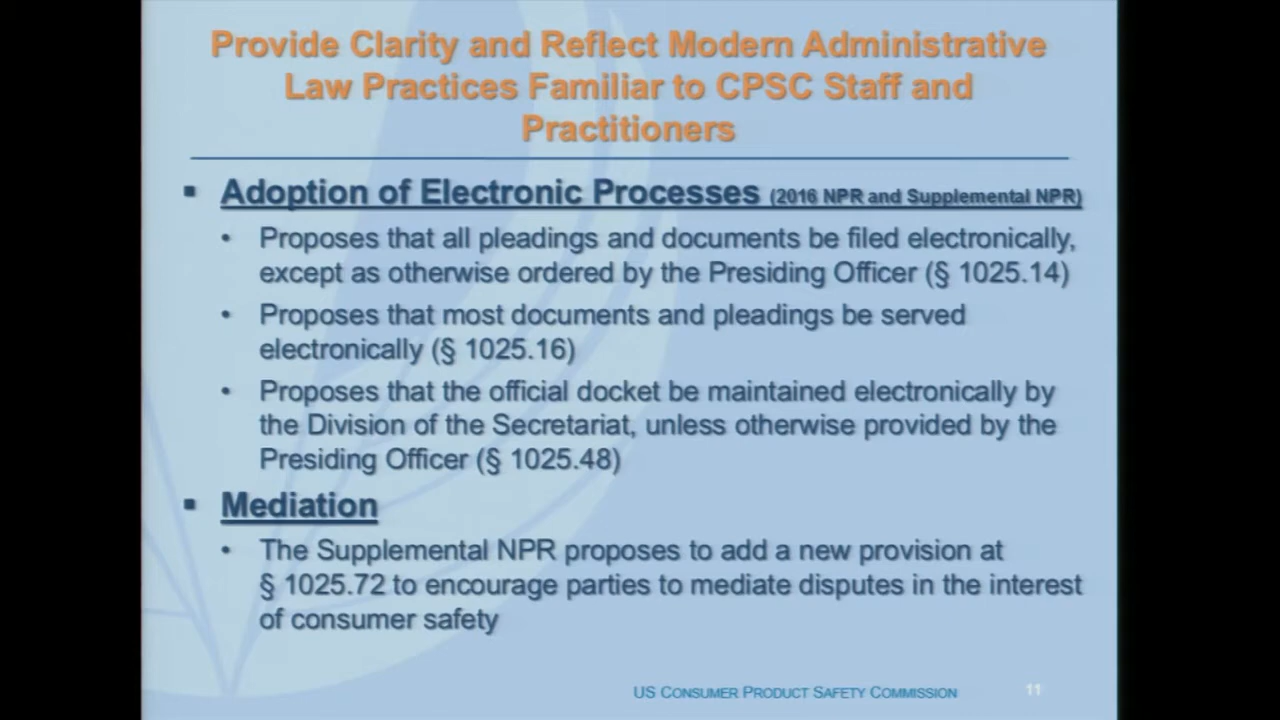 Provide Clarity and Reflect Modern Administrative
Law Practices Familiar to CPSC Staff and
Practitioners
▪ Adoption of Electronic Processes (2016 NPR and Supplemental NPR)
• Proposes that all pleadings and documents be filed electronically,
except as otherwise ordered by the Presiding Officer (§ 1025.14)
• Proposes that most documents and pleadings be served
electronically (§ 1025.16)
• Proposes that the official docket be maintained electronically by
the Division of the Secretariat, unless otherwise provided by the
Presiding Officer (§ 1025.48)
▪ Mediation
• The Supplemental NPR proposes to add a new provision at
§ 1025.72 to encourage parties to mediate disputes in the interest
of consumer safety
US CONSUMER PRODUCT SAFETY COMMISSION 11